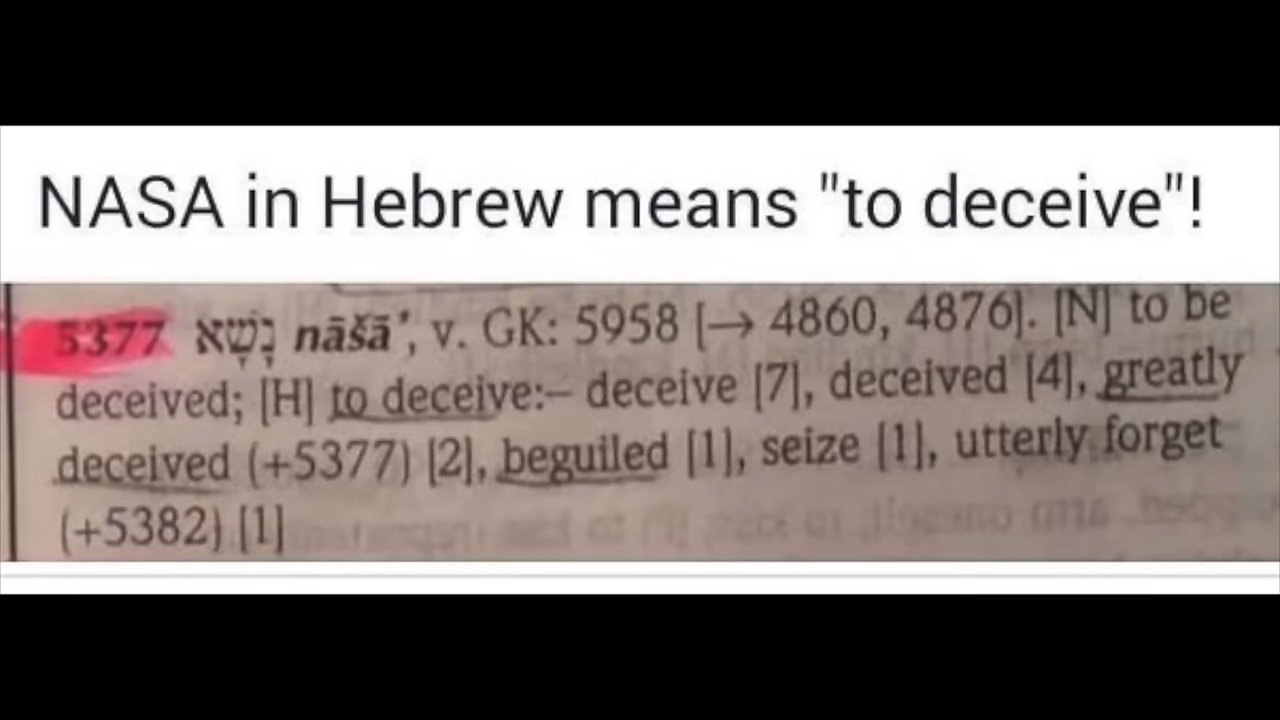 NASA in Hebrew means "to deceive"!
5377 נָשָׁא nāšā', v. GK: 5958 [→ 4860, 4876]. [N] to be
deceived; [H] to deceive:– deceive [7], deceived [4], greatly
deceived (+5377) [2], beguiled [1], seize [1], utterly forget
(+5382) [1]